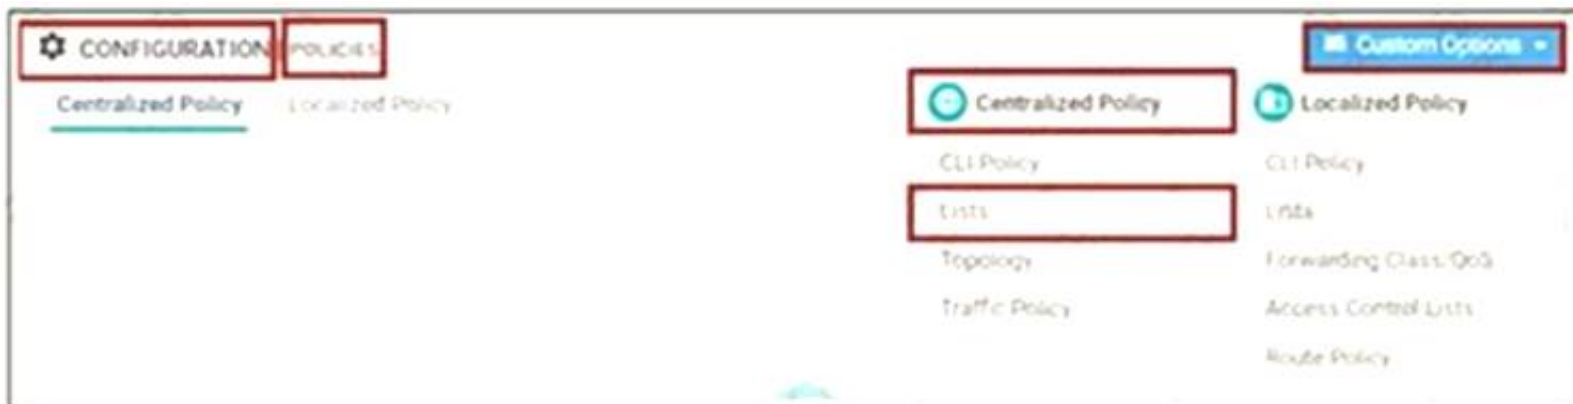 CONFIGURATION POLICIES
Custom Options
Centralized Policy Localized Policy
Centralized Policy Localized Policy
CLI Policy CLI Policy
Lists Lists
Topology Forwarding Class/QoS
Traffic Policy Access Control Lists
Route Policy